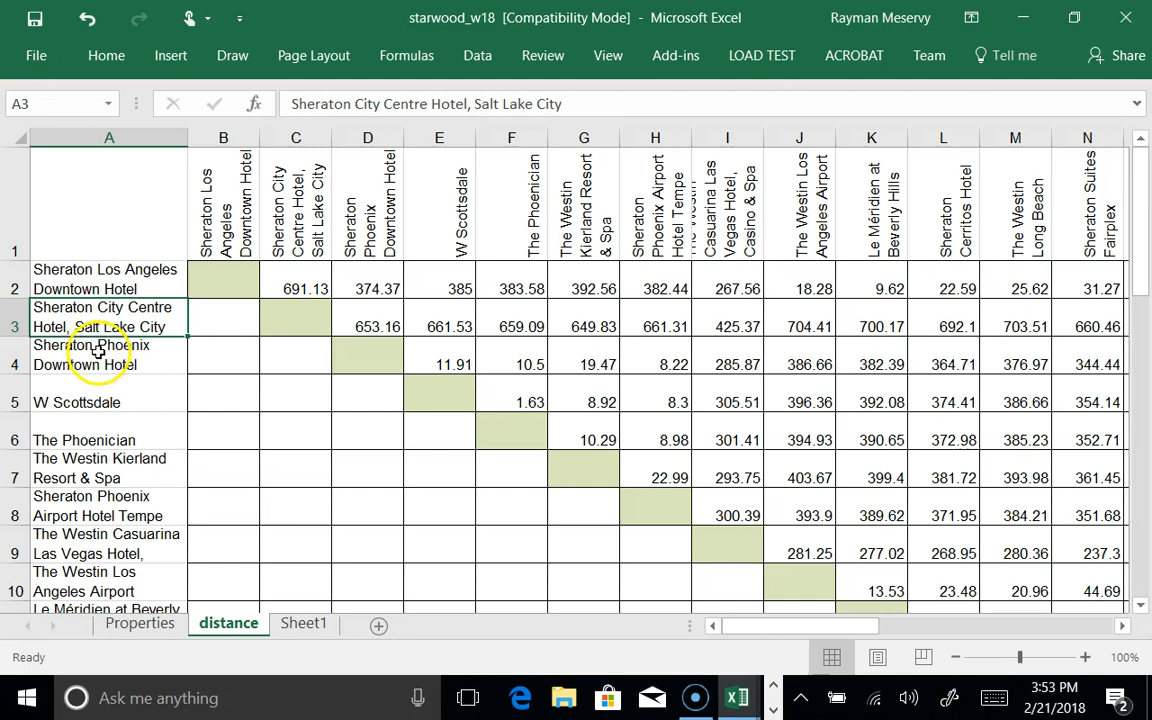 starwood_w18 [Compatibility Mode] - Microsoft Excel
Rayman Meservy
File Home Insert Draw Page Layout Formulas Data Review View Add-ins LOAD TEST ACROBAT Team Tell me Share
A3
fx
Sheraton City Centre Hotel, Salt Lake City
A B C D E F G H I J K L M N
1
Sheraton Los
Angeles
Downtown Hotel
Sheraton City
Centre Hotel,
Salt Lake City
Sheraton
Phoenix
Downtown Hotel
W Scottsdale
The Phoenician
The Westin
Kierland Resort
& Spa
Sheraton
Phoenix Airport
Hotel Tempe
The Westin
Casuarina Las
Vegas Hotel,
Casino & Spa
The Westin Los
Angeles Airport
Le Méridien at
Beverly Hills
Sheraton
Cerritos Hotel
The Westin
Long Beach
Sheraton Suites
Fairplex
Sheraton Los Angeles
2 Downtown Hotel 691.13 374.37 385 383.58 392.56 382.44 267.56 18.28 9.62 22.59 25.62 31.27
Sheraton City Centre
3 Hotel, Salt Lake City 653.16 661.53 659.09 649.83 661.31 425.37 704.41 700.17 692.1 703.51 660.46
Sheraton Phoenix
4 Downtown Hotel 11.91 10.5 19.47 8.22 285.87 386.66 382.39 364.71 376.97 344.44
5 W Scottsdale 1.63 8.92 8.3 305.51 396.36 392.08 374.41 386.66 354.14
6 The Phoenician 10.29 8.98 301.41 394.93 390.65 372.98 385.23 352.71
The Westin Kierland
7 Resort & Spa 22.99 293.75 403.67 399.4 381.72 393.98 361.45
Sheraton Phoenix
8 Airport Hotel Tempe 300.39 393.9 389.62 371.95 384.21 351.68
The Westin Casuarina
9 Las Vegas Hotel, 281.25 277.02 268.95 280.36 237.3
The Westin Los
10 Angeles Airport 13.53 23.48 20.96 44.69
Le Méridien at Beverly
Properties distance Sheet1
Ready
100%
Ask me anything
3:53 PM
2/21/2018
2